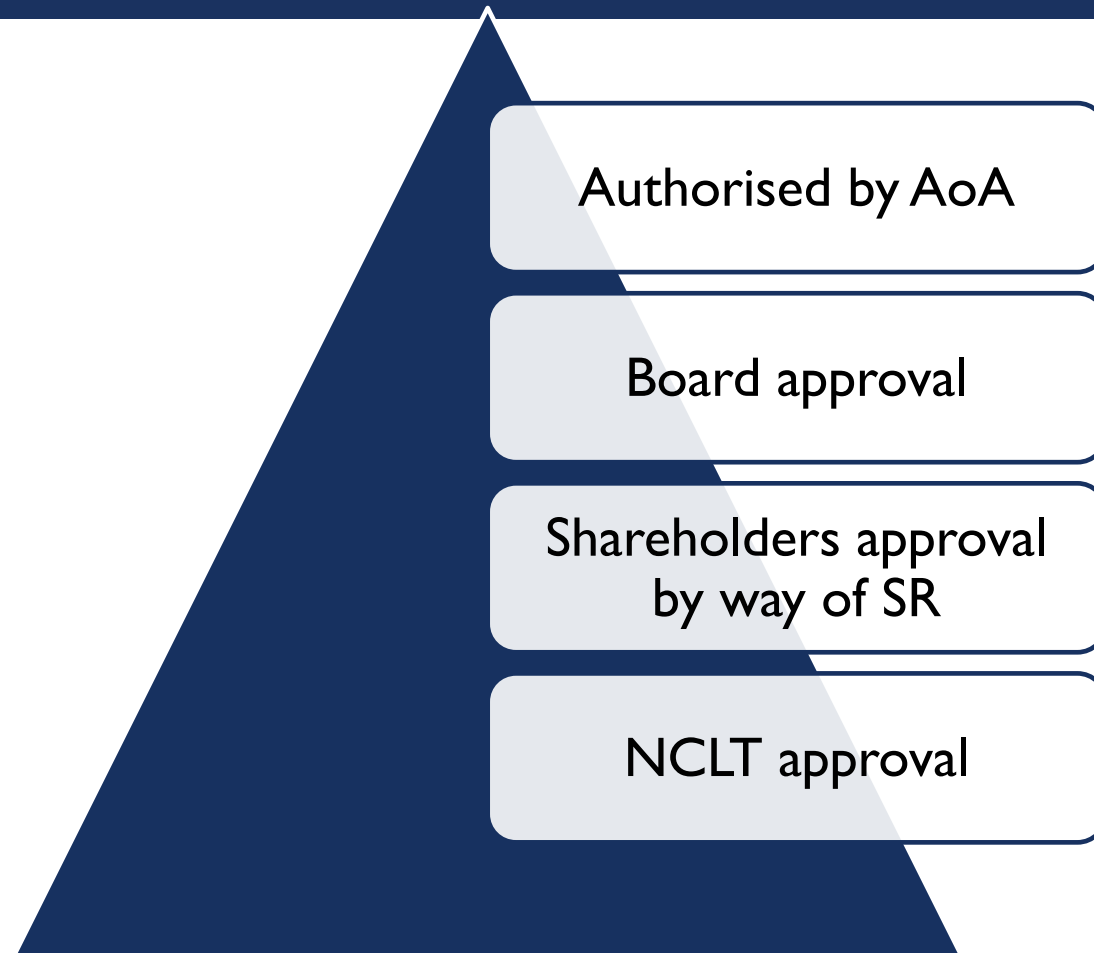 Authorised by AoA
Board approval
Shareholders approval
by way of SR
NCLT approval